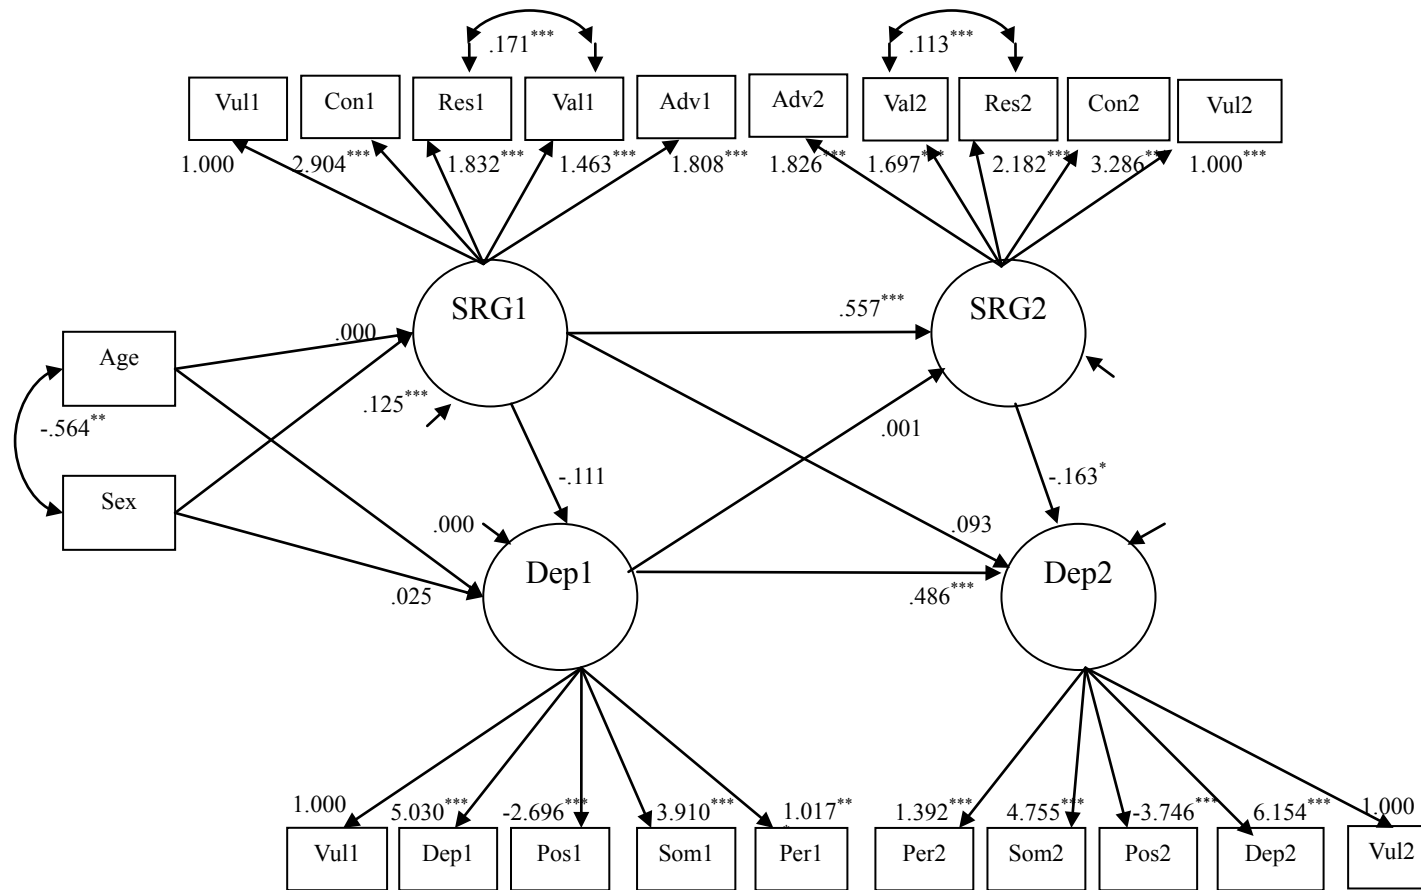 .171***
.113***
Vul1
Con1
Res1
Val1
Adv1
Adv2
Val2
Res2
Con2
Vul2
1.000
2.904***
1.832***
1.463***
1.808***
1.826***
1.697***
2.182***
3.286***
1.000***
SRG1
SRG2
.557***
.000
Age
.125***
-.564**
.001
-.111
-.163*
Sex
.000
.093
Dep1
Dep2
.025
.486***
1.000
5.030***
-2.696***
3.910***
1.017**
*
1.392***
4.755***
-3.746***
6.154***
1.000
Vul1
Dep1
Pos1
Som1
Per1
Per2
Som2
Pos2
Dep2
Vul2